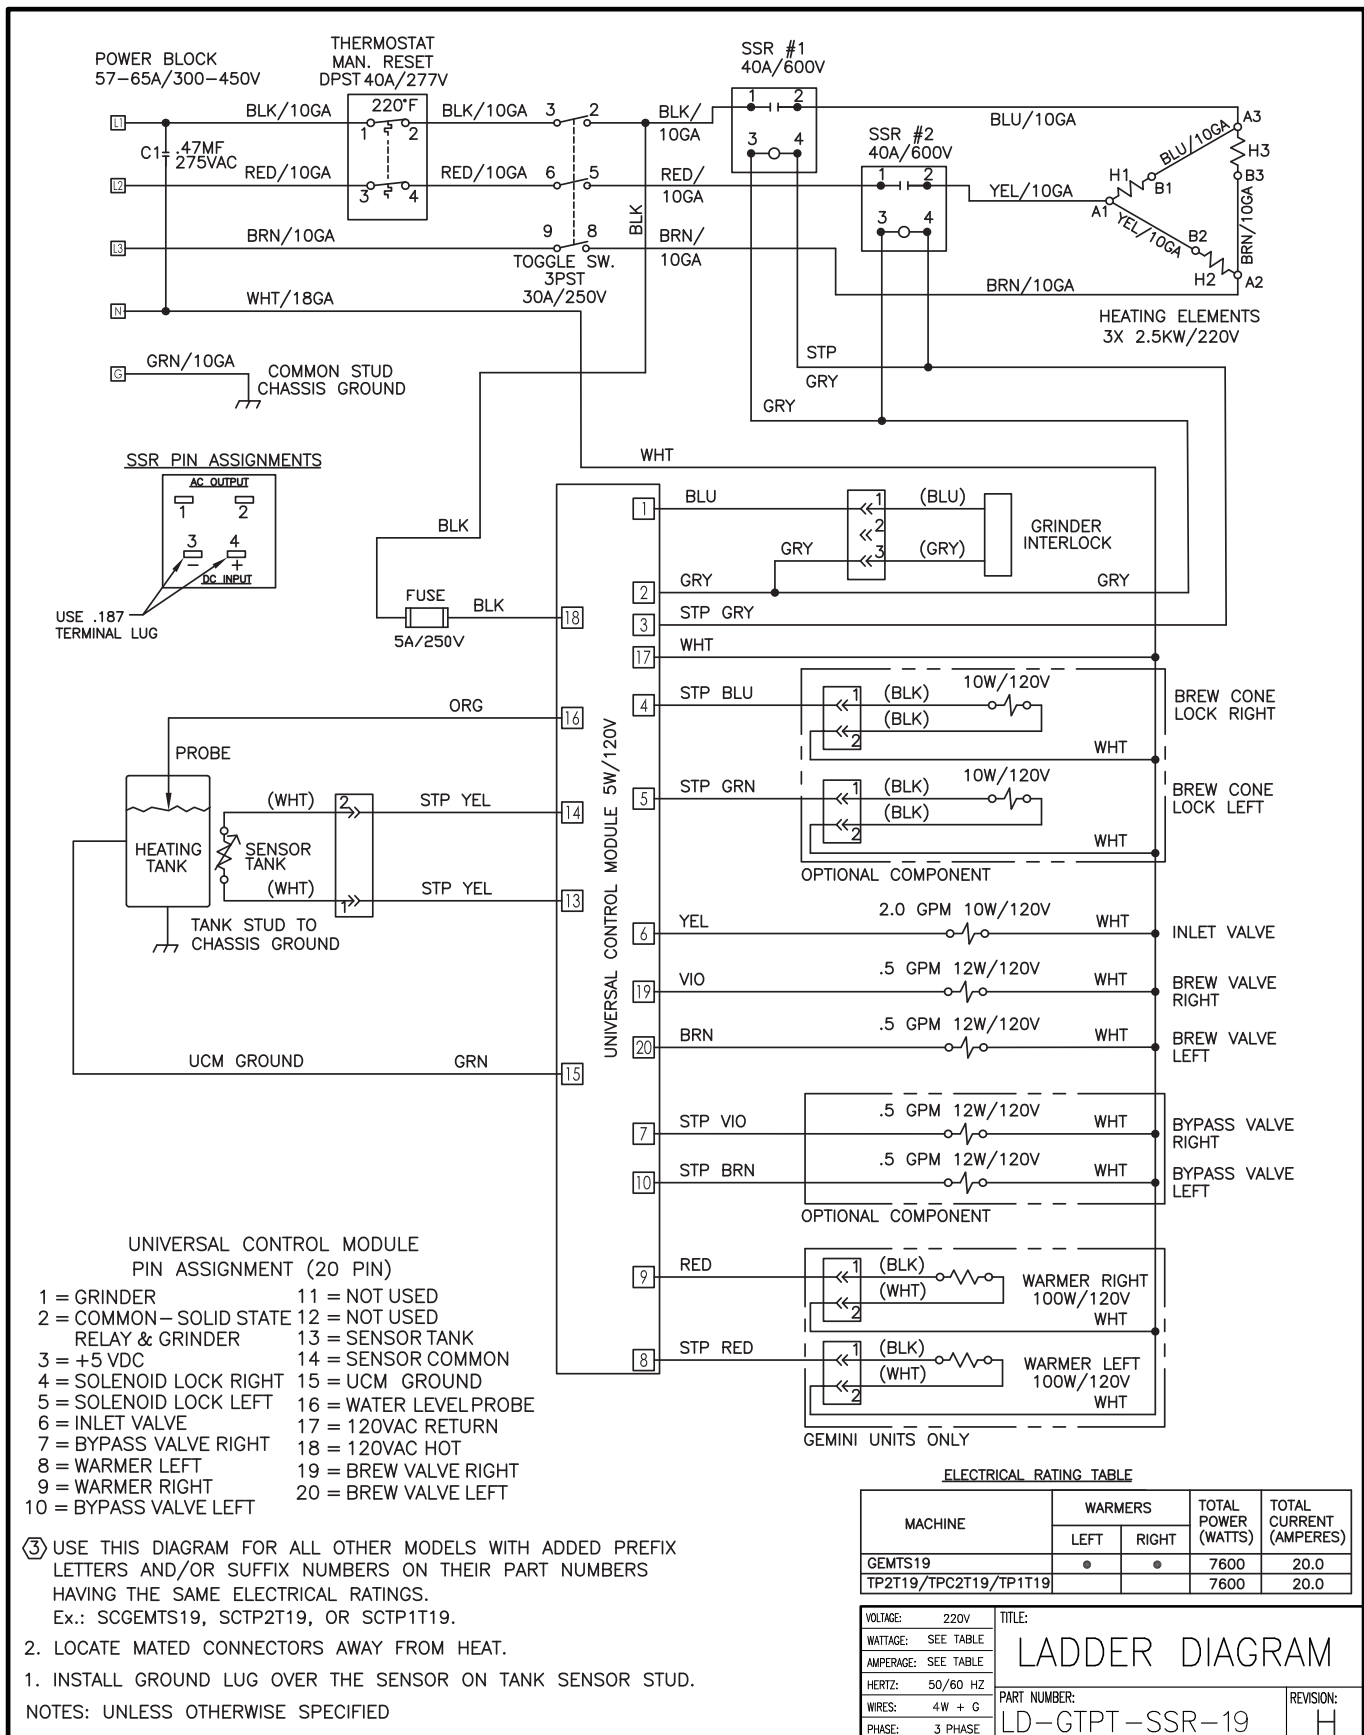 POWER BLOCK
57-65A/300-450V
THERMOSTAT
MAN. RESET
DPST 40A/277V
SSR #1
40A/600V
BLK/10GA
220°F
1
2
BLK/10GA
3
2
BLK/
10GA
1
2
BLU/10GA
A3
L1
C1
.47MF
275VAC
3
4
SSR #2
40A/600V
BLU/10GA
H3
L2
RED/10GA
3
4
RED/10GA
6
5
RED/
10GA
1
2
YEL/10GA
H1
B1
B3
A1
L3
BRN/10GA
9
8
BLK
BRN/
10GA
3
4
YEL/10GA
B2
H2
BRN/10GA
A2
TOGGLE SW.
3PST
30A/250V
BRN/10GA
N
WHT/18GA
HEATING ELEMENTS
3X 2.5KW/220V
G
GRN/10GA
COMMON STUD
CHASSIS GROUND
STP
GRY
GRY
SSR PIN ASSIGNMENTS
AC OUTPUT
1
2
3
4
-
+
DC INPUT
USE .187
TERMINAL LUG
WHT
BLK
FUSE
5A/250V
BLK
18
1
BLU
1
2
3
(BLU)
(GRY)
GRY
GRINDER
INTERLOCK
2
GRY
GRY
3
STP GRY
17
WHT
4
STP BLU
1
2
(BLK)
(BLK)
10W/120V
WHT
BREW CONE
LOCK RIGHT
5
STP GRN
1
2
(BLK)
(BLK)
10W/120V
WHT
BREW CONE
LOCK LEFT
OPTIONAL COMPONENT
ORG
16
PROBE
HEATING
TANK
SENSOR
TANK
(WHT)
(WHT)
2
1
STP YEL
14
STP YEL
13
TANK STUD TO
CHASSIS GROUND
UCM GROUND
GRN
15
UNIVERSAL CONTROL MODULE 5W/120V
6
YEL
2.0 GPM 10W/120V
WHT
INLET VALVE
19
VIO
.5 GPM 12W/120V
WHT
BREW VALVE
RIGHT
20
BRN
.5 GPM 12W/120V
WHT
BREW VALVE
LEFT
7
STP VIO
.5 GPM 12W/120V
WHT
BYPASS VALVE
RIGHT
10
STP BRN
.5 GPM 12W/120V
WHT
BYPASS VALVE
LEFT
OPTIONAL COMPONENT
9
RED
1
2
(BLK)
(WHT)
WARMER RIGHT
100W/120V
WHT
8
STP RED
1
2
(BLK)
(WHT)
WARMER LEFT
100W/120V
WHT
GEMINI UNITS ONLY
UNIVERSAL CONTROL MODULE
PIN ASSIGNMENT (20 PIN)
1 = GRINDER
2 = COMMON-SOLID STATE
RELAY & GRINDER
3 = +5 VDC
4 = SOLENOID LOCK RIGHT
5 = SOLENOID LOCK LEFT
6 = INLET VALVE
7 = BYPASS VALVE RIGHT
8 = WARMER LEFT
9 = WARMER RIGHT
10 = BYPASS VALVE LEFT
11 = NOT USED
12 = NOT USED
13 = SENSOR TANK
14 = SENSOR COMMON
15 = UCM GROUND
16 = WATER LEVEL PROBE
17 = 120VAC RETURN
18 = 120VAC HOT
19 = BREW VALVE RIGHT
20 = BREW VALVE LEFT
3 USE THIS DIAGRAM FOR ALL OTHER MODELS WITH ADDED PREFIX
LETTERS AND/OR SUFFIX NUMBERS ON THEIR PART NUMBERS
HAVING THE SAME ELECTRICAL RATINGS.
Ex.: SCGEMTS19, SCTP2T19, OR SCTP1T19.
2. LOCATE MATED CONNECTORS AWAY FROM HEAT.
1. INSTALL GROUND LUG OVER THE SENSOR ON TANK SENSOR STUD.
NOTES: UNLESS OTHERWISE SPECIFIED
ELECTRICAL RATING TABLE
MACHINE WARMERS TOTAL POWER (WATTS) TOTAL CURRENT (AMPERES)
LEFT RIGHT
GEMTS19 • • 7600 20.0
TP2T19/TPC2T19/TP1T19 7600 20.0
VOLTAGE: 220V
WATTAGE: SEE TABLE
AMPERAGE: SEE TABLE
HERTZ: 50/60 HZ
WIRES: 4W + G
PHASE: 3 PHASE
TITLE:
LADDER DIAGRAM
PART NUMBER:
LD-GTPT-SSR-19
REVISION:
H